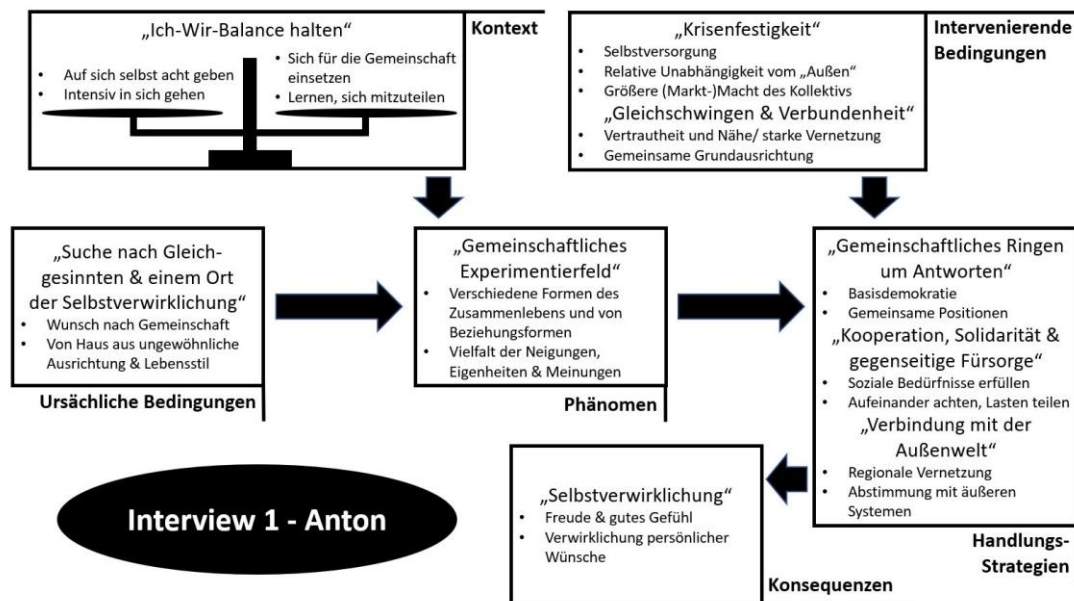 „Ich-Wir-Balance halten“
Kontext
• Auf sich selbst acht geben
• Intensiv in sich gehen
• Sich für die Gemeinschaft
einsetzen
• Lernen, sich mitzuteilen
„Krisenfestigkeit“
• Selbstversorgung
• Relative Unabhängigkeit vom „Außen“
• Größere (Markt-)Macht des Kollektivs
„Gleichschwingen & Verbundenheit“
• Vertrautheit und Nähe/ starke Vernetzung
• Gemeinsame Grundausrichtung
Intervenierende
Bedingungen
„Suche nach Gleich-
gesinnten & einem Ort
der Selbstverwirklichung“
• Wunsch nach Gemeinschaft
• Von Haus aus ungewöhnliche
Ausrichtung & Lebensstil
Ursächliche Bedingungen
„Gemeinschaftliches
Experimentierfeld“
• Verschiedene Formen des
Zusammenlebens und von
Beziehungsformen
• Vielfalt der Neigungen,
Eigenheiten & Meinungen
Phänomen
„Gemeinschaftliches Ringen
um Antworten“
• Basisdemokratie
• Gemeinsame Positionen
„Kooperation, Solidarität &
gegenseitige Fürsorge“
• Soziale Bedürfnisse erfüllen
• Aufeinander achten, Lasten teilen
„Verbindung mit der
Außenwelt“
• Regionale Vernetzung
• Abstimmung mit äußeren
Systemen
Handlungs-
Strategien
„Selbstverwirklichung“
• Freude & gutes Gefühl
• Verwirklichung persönlicher
Wünsche
Konsequenzen
Interview 1 - Anton